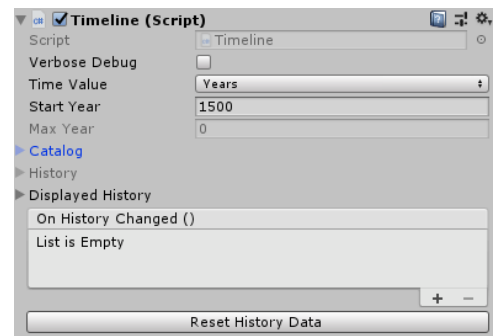 Timeline (Script)
Script Timeline
Verbose Debug
Time Value Years
Start Year 1500
Max Year 0
Catalog
History
Displayed History
On History Changed ()
List is Empty
+ −
Reset History Data